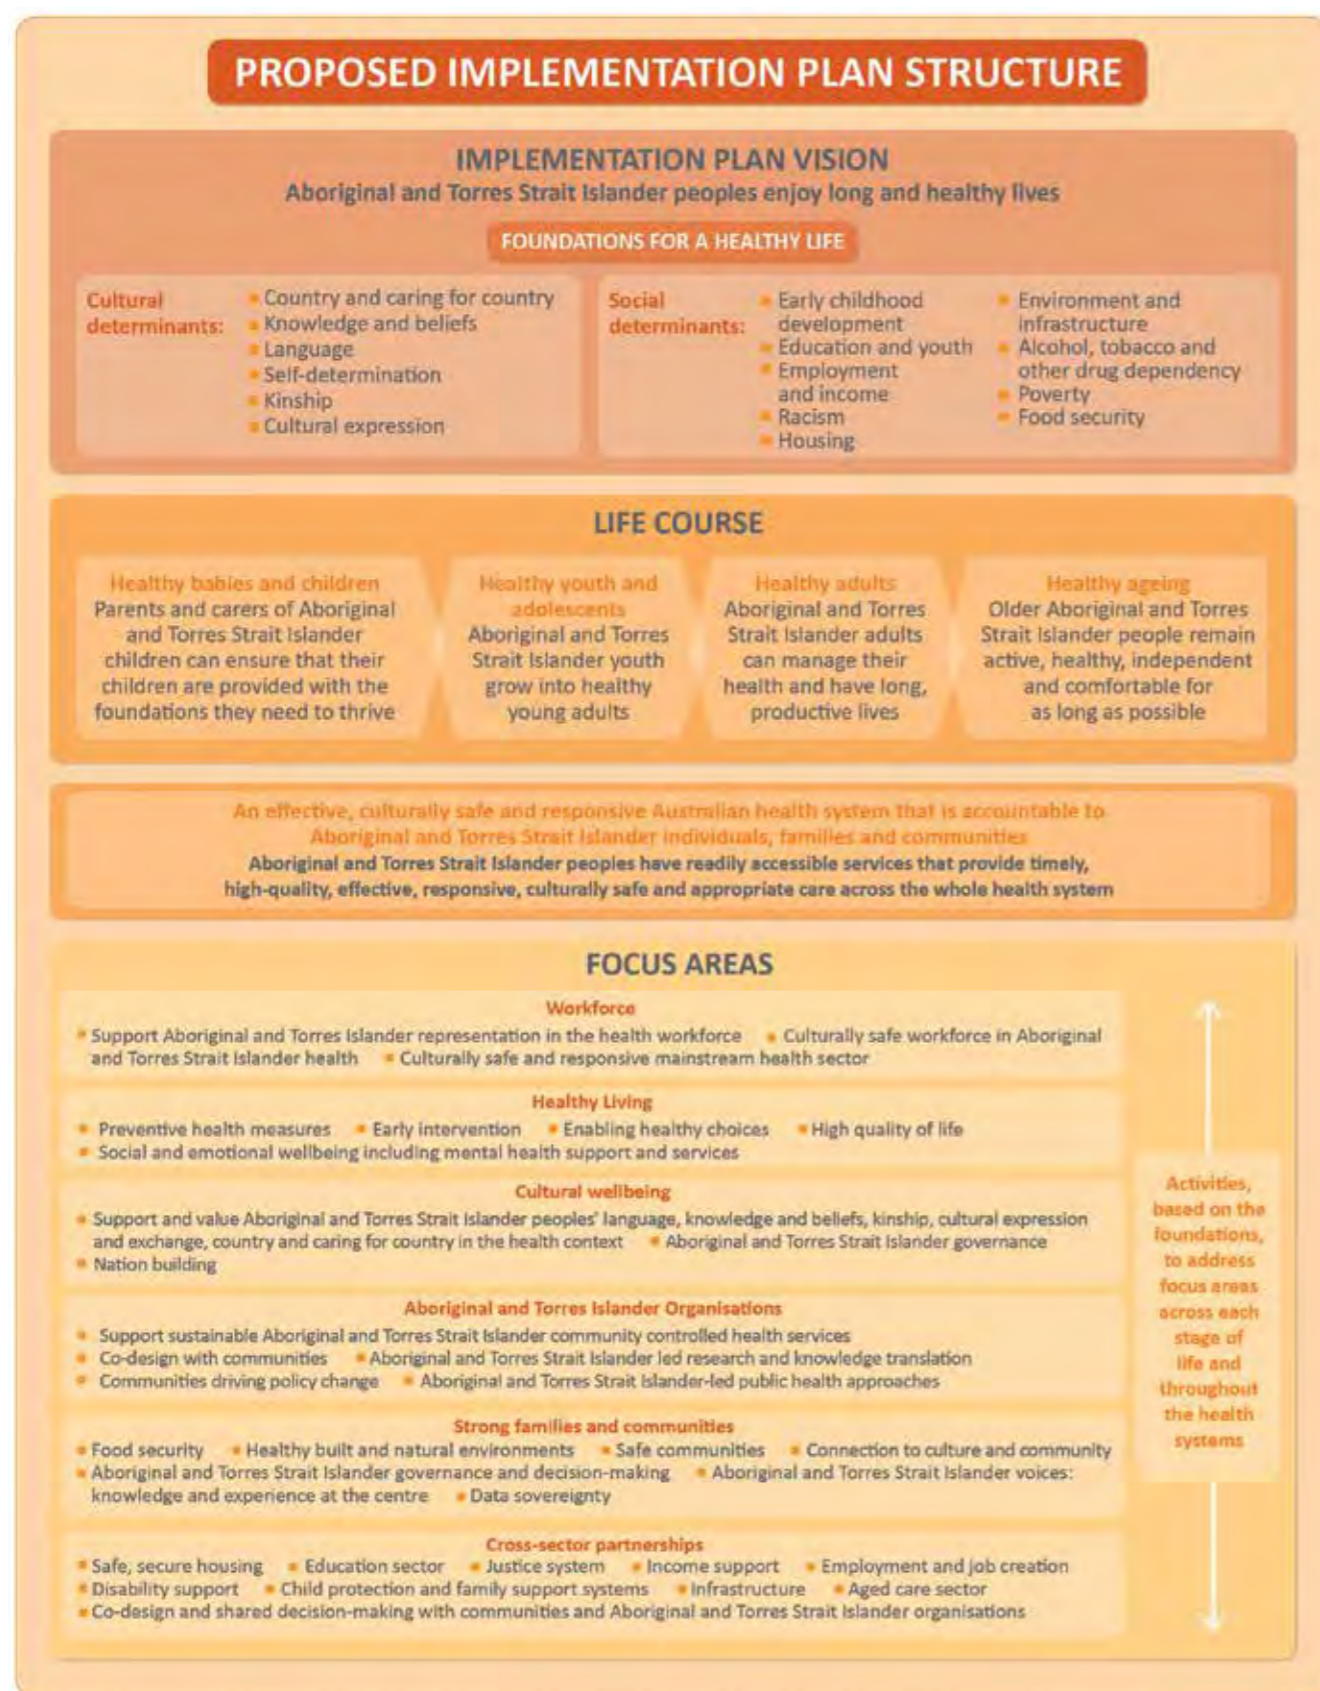 PROPOSED IMPLEMENTATION PLAN STRUCTURE
IMPLEMENTATION PLAN VISION
Aboriginal and Torres Strait Islander peoples enjoy long and healthy lives
FOUNDATIONS FOR A HEALTHY LIFE
Cultural
determinants:
▪ Country and caring for country
▪ Knowledge and beliefs
▪ Language
▪ Self-determination
▪ Kinship
▪ Cultural expression
Social
determinants:
▪ Early childhood
development
▪ Education and youth
▪ Employment
and income
▪ Racism
▪ Housing
▪ Environment and
infrastructure
▪ Alcohol, tobacco and
other drug dependency
▪ Poverty
▪ Food security
LIFE COURSE
Healthy babies and children
Parents and carers of Aboriginal
and Torres Strait Islander
children can ensure that their
children are provided with the
foundations they need to thrive
Healthy youth and
adolescents
Aboriginal and Torres
Strait Islander youth
grow into healthy
young adults
Healthy adults
Aboriginal and Torres
Strait Islander adults
can manage their
health and have long,
productive lives
Healthy ageing
Older Aboriginal and Torres
Strait Islander people remain
active, healthy, independent
and comfortable for
as long as possible
An effective, culturally safe and responsive Australian health system that is accountable to
Aboriginal and Torres Strait Islander individuals, families and communities
Aboriginal and Torres Strait Islander peoples have readily accessible services that provide timely,
high-quality, effective, responsive, culturally safe and appropriate care across the whole health system
FOCUS AREAS
Workforce
▪ Support Aboriginal and Torres Islander representation in the health workforce ▪ Culturally safe workforce in Aboriginal
and Torres Strait Islander health ▪ Culturally safe and responsive mainstream health sector
Healthy Living
▪ Preventive health measures ▪ Early intervention ▪ Enabling healthy choices ▪ High quality of life
▪ Social and emotional wellbeing including mental health support and services
Cultural wellbeing
▪ Support and value Aboriginal and Torres Strait Islander peoples' language, knowledge and beliefs, kinship, cultural expression
and exchange, country and caring for country in the health context ▪ Aboriginal and Torres Strait Islander governance
▪ Nation building
Aboriginal and Torres Islander Organisations
▪ Support sustainable Aboriginal and Torres Strait Islander community controlled health services
▪ Co-design with communities ▪ Aboriginal and Torres Strait Islander led research and knowledge translation
▪ Communities driving policy change ▪ Aboriginal and Torres Strait Islander-led public health approaches
Strong families and communities
▪ Food security ▪ Healthy built and natural environments ▪ Safe communities ▪ Connection to culture and community
▪ Aboriginal and Torres Strait Islander governance and decision-making ▪ Aboriginal and Torres Strait Islander voices:
knowledge and experience at the centre ▪ Data sovereignty
Cross-sector partnerships
▪ Safe, secure housing ▪ Education sector ▪ Justice system ▪ Income support ▪ Employment and job creation
▪ Disability support ▪ Child protection and family support systems ▪ Infrastructure ▪ Aged care sector
▪ Co-design and shared decision-making with communities and Aboriginal and Torres Strait Islander organisations
Activities,
based on the
foundations,
to address
focus areas
across each
stage of
life and
throughout
the health
systems